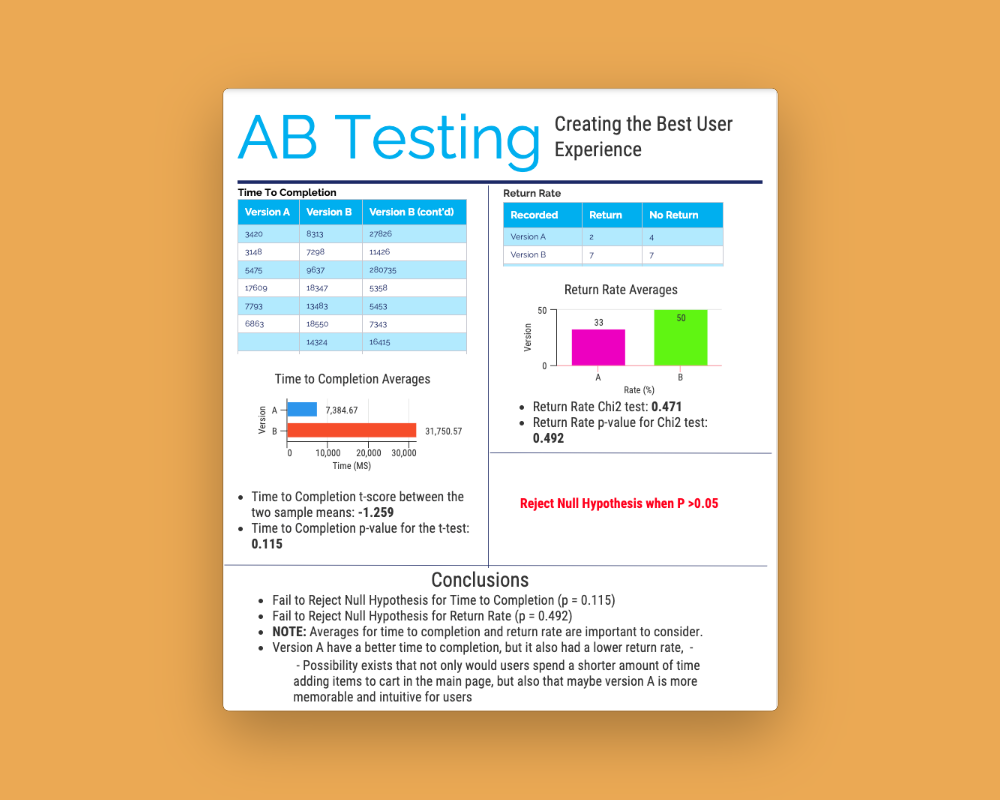 AB Testing
Creating the Best User
Experience
Time To Completion
Version A Version B Version B (cont'd)
3420 8313 27826
3148 7298 11426
5475 9637 280735
17609 18347 5358
7793 13483 5453
6863 18550 7343
14324 16415
Time to Completion Averages
Version
A 7,384.67
B 31,750.57
0 10,000 20,000 30,000
Time (MS)
• Time to Completion t-score between the
two sample means: -1.259
• Time to Completion p-value for the t-test:
0.115
Return Rate
Recorded Return No Return
Version A 2 4
Version B 7 7
Return Rate Averages
50
33 50
Version
0
A B
Rate (%)
• Return Rate Chi2 test: 0.471
• Return Rate p-value for Chi2 test:
0.492
Reject Null Hypothesis when P >0.05
Conclusions
• Fail to Reject Null Hypothesis for Time to Completion (p = 0.115)
• Fail to Reject Null Hypothesis for Return Rate (p = 0.492)
• NOTE: Averages for time to completion and return rate are important to consider.
• Version A have a better time to completion, but it also had a lower return rate, -
- Possibility exists that not only would users spend a shorter amount of time
adding items to cart in the main page, but also that maybe version A is more
memorable and intuitive for users